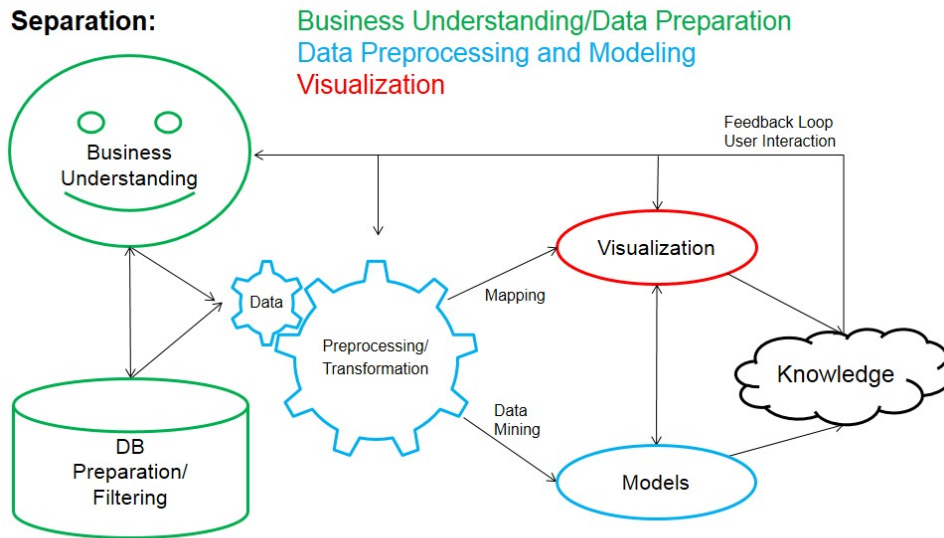 Separation:
Business Understanding/Data Preparation
Data Preprocessing and Modeling
Visualization
Feedback Loop
User Interaction
Business
Understanding
Visualization
Data
Mapping
Preprocessing/
Transformation
Knowledge
Data
Mining
DB
Preparation/
Filtering
Models